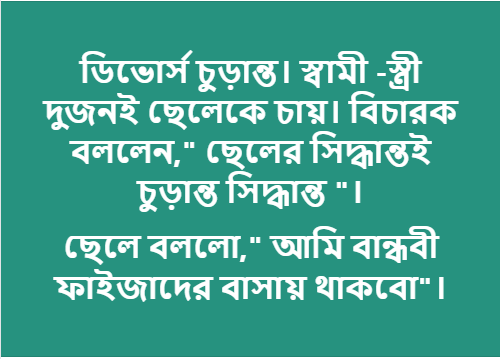 ডিভোর্স চুড়ান্ত। স্বামী -স্ত্রী
দুজনই ছেলেকে চায়। বিচারক
বললেন," ছেলের সিদ্ধান্তই
চুড়ান্ত সিদ্ধান্ত "।
ছেলে বললো," আমি বান্ধবী
ফাইজাদের বাসায় থাকবো"।